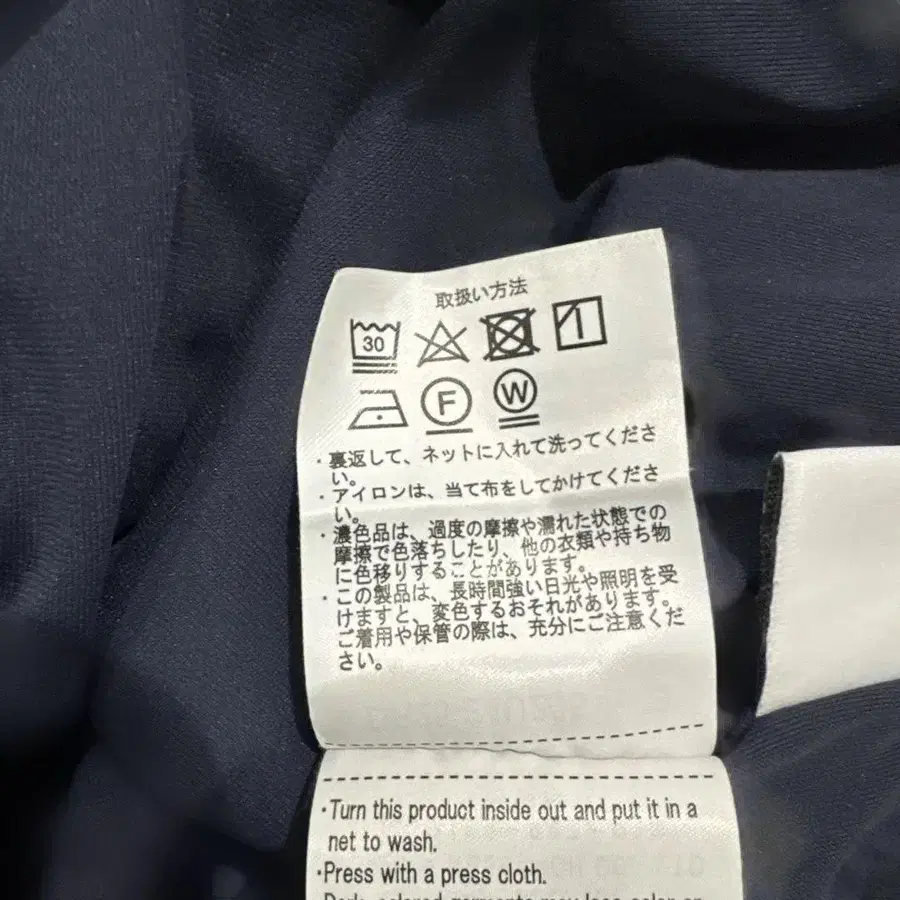 取扱い方法
30
F W
・裏返して、ネットに入れて洗ってくださ
い。
・アイロンは、当て布をしてかけてくださ
い。
・濃色品は、過度の摩擦や濡れた状態での
摩擦で色落ちしたり、他の衣類や持ち物
に色移りすることがあります。
・この製品は、長時間強い日光や照明を受
けますと、変色するおそれがあります。
ご着用や保管の際は、充分にご注意くだ
さい。
・Turn this product inside out and put it in a
net to wash.
・Press with a press cloth.
Dark-colored garments may lose color or